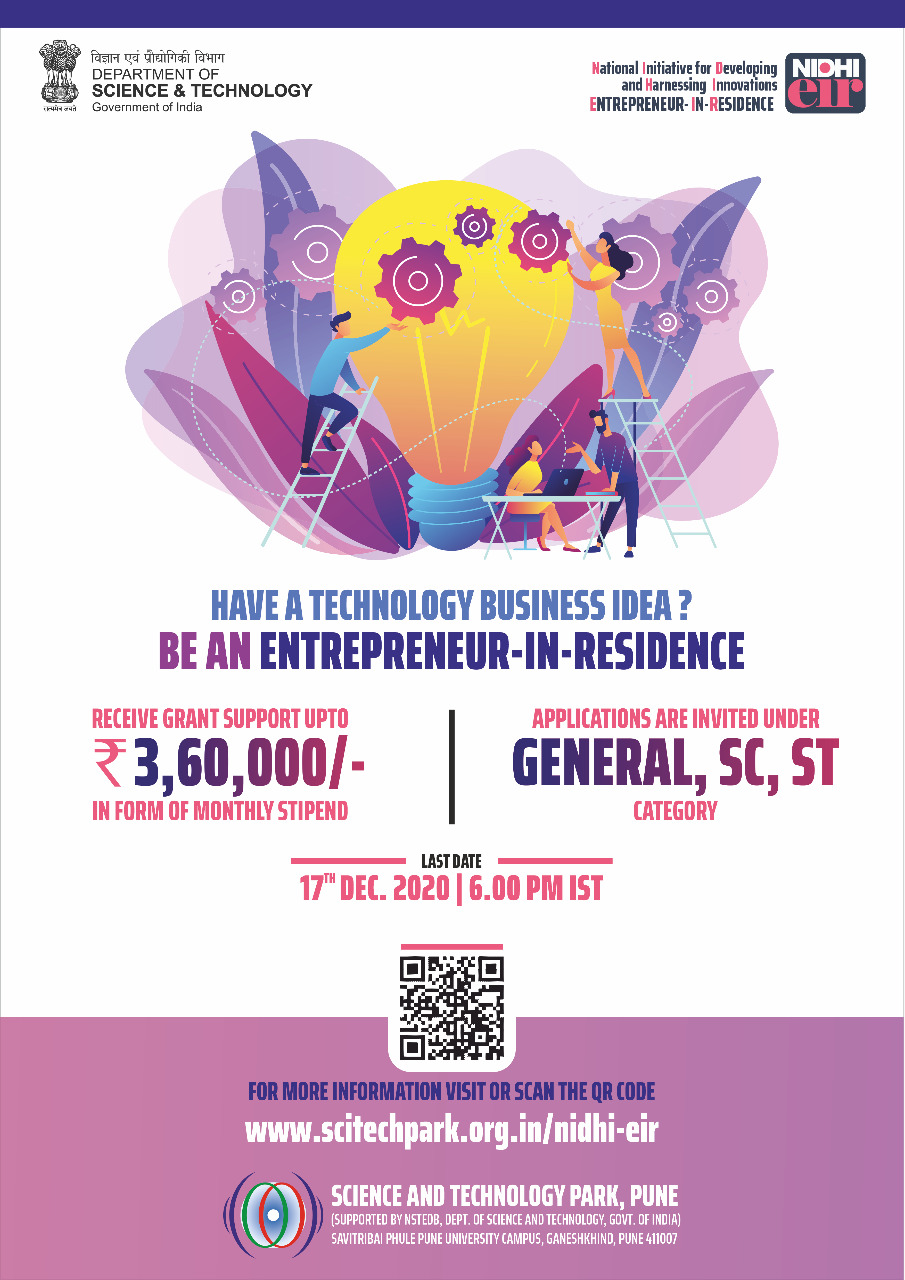 विज्ञान एवं प्रौद्योगिकी विभाग
DEPARTMENT OF
SCIENCE & TECHNOLOGY
Government of India
सत्यमेव जयते
National Initiative for Developing
and Harnessing Innovations
ENTREPRENEUR- IN-RESIDENCE
NIDHI
eir
HAVE A TECHNOLOGY BUSINESS IDEA ?
BE AN ENTREPRENEUR-IN-RESIDENCE
RECEIVE GRANT SUPPORT UPTO
₹ 3,60,000/-
IN FORM OF MONTHLY STIPEND
APPLICATIONS ARE INVITED UNDER
GENERAL, SC, ST
CATEGORY
LAST DATE
17TH DEC. 2020 | 6.00 PM IST
FOR MORE INFORMATION VISIT OR SCAN THE QR CODE
www.scitechpark.org.in/nidhi-eir
SCIENCE AND TECHNOLOGY PARK, PUNE
(SUPPORTED BY NSTEDB, DEPT. OF SCIENCE AND TECHNOLOGY, GOVT. OF INDIA)
SAVITRIBAI PHULE PUNE UNIVERSITY CAMPUS, GANESHKHIND, PUNE 411007